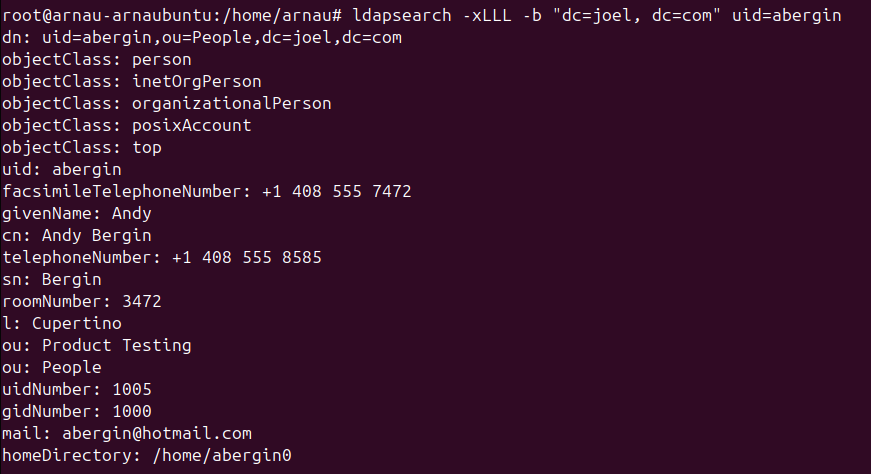 root@arnau-arnaubuntu:/home/arnau# ldapsearch -xLLL -b "dc=joel, dc=com" uid=abergin
dn: uid=abergin,ou=People,dc=joel,dc=com
objectClass: person
objectClass: inetOrgPerson
objectClass: organizationalPerson
objectClass: posixAccount
objectClass: top
uid: abergin
facsimileTelephoneNumber: +1 408 555 7472
givenName: Andy
cn: Andy Bergin
telephoneNumber: +1 408 555 8585
sn: Bergin
roomNumber: 3472
l: Cupertino
ou: Product Testing
ou: People
uidNumber: 1005
gidNumber: 1000
mail: abergin@hotmail.com
homeDirectory: /home/abergin0